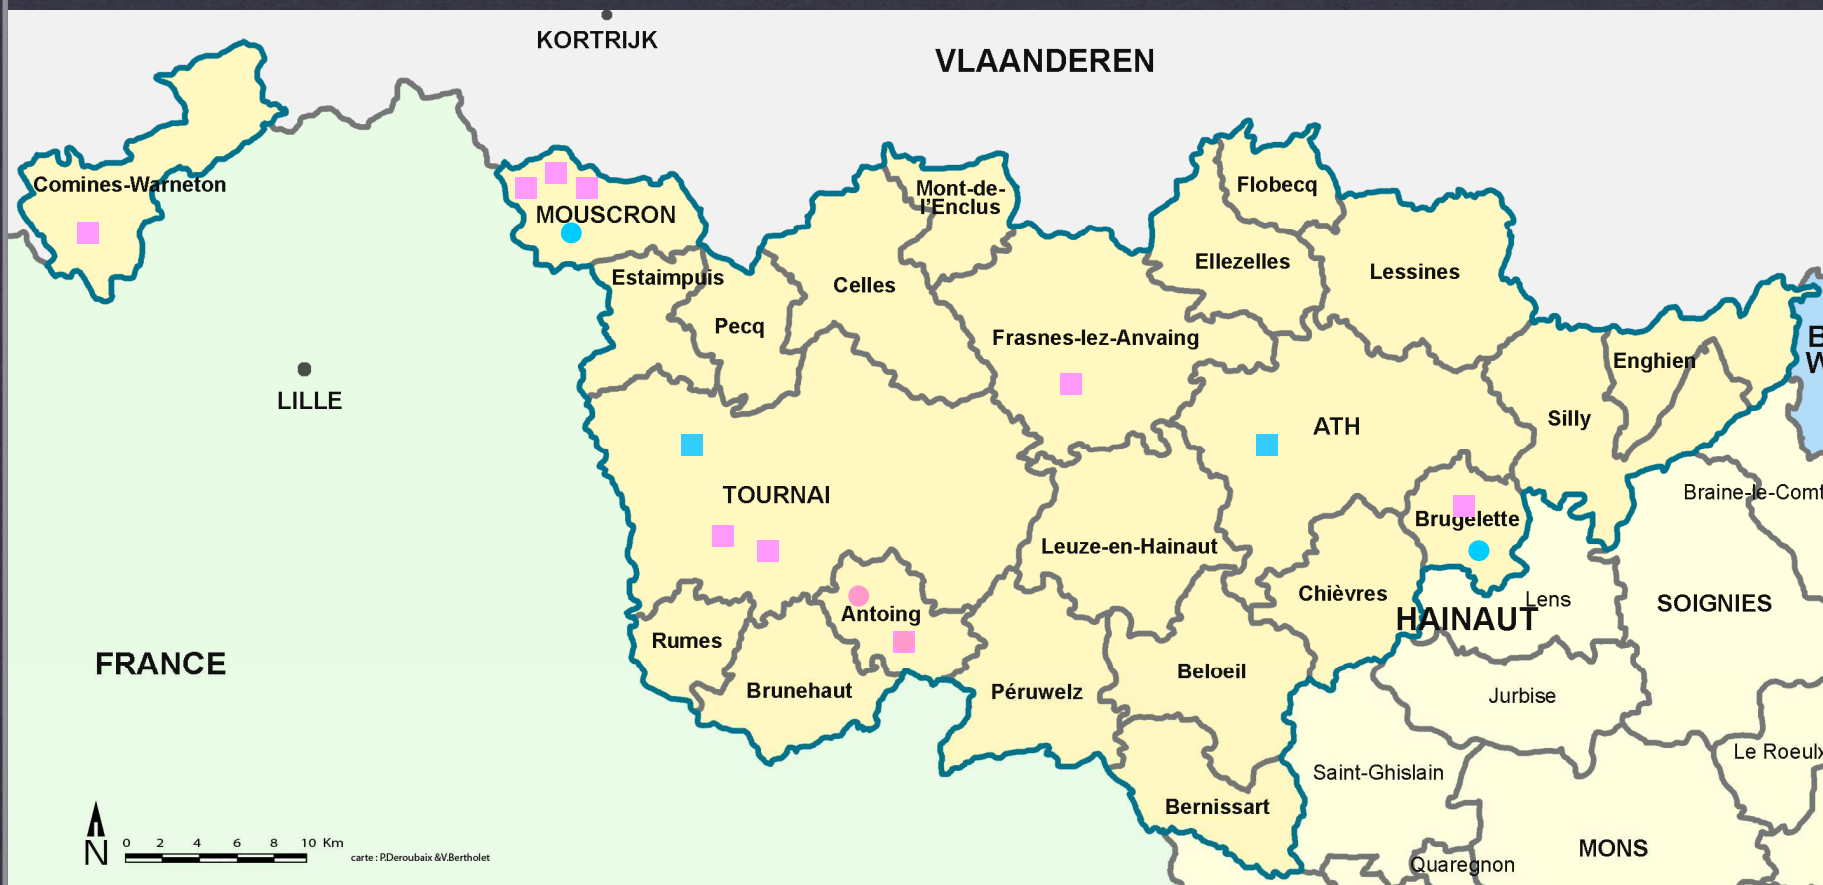 KORTRIJK
VLAANDEREN
Comines-Warneton
MOUSCRON
Mont-de-
l'Enclus
Flobecq
Estaimpuis
Celles
Ellezelles
Lessines
Pecq
Frasnes-lez-Anvaing
B
W
Enghien
LILLE
ATH
Silly
TOURNAI
Braine-le-Comt
Brugelette
Leuze-en-Hainaut
Chièvres
Lens
HAINAUT
SOIGNIES
Antoing
Rumes
FRANCE
Brunehaut
Péruwelz
Beloeil
Jurbise
Le Roeulx
Saint-Ghislain
Bernissart
MONS
Quaregnon
N
0 2 4 6 8 10 Km
carte : P.Deroubaix &V.Bertholet